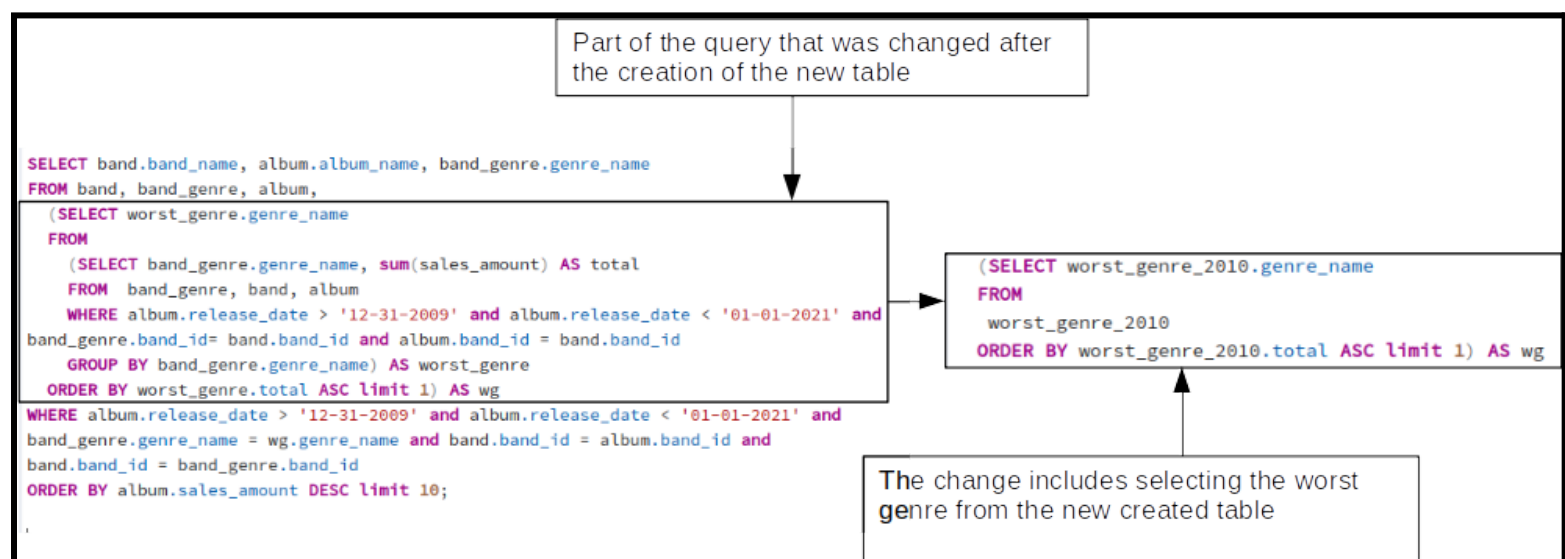 Part of the query that was changed after
the creation of the new table
SELECT band.band_name, album.album_name, band_genre.genre_name
FROM band, band_genre, album,
(SELECT worst_genre.genre_name
FROM
(SELECT band_genre.genre_name, sum(sales_amount) AS total
FROM  band_genre, band, album
WHERE album.release_date > '12-31-2009' and album.release_date < '01-01-2021' and
band_genre.band_id= band.band_id and album.band_id = band.band_id
GROUP BY band_genre.genre_name) AS worst_genre
ORDER BY worst_genre.total ASC limit 1) AS wg
WHERE album.release_date > '12-31-2009' and album.release_date < '01-01-2021' and
band_genre.genre_name = wg.genre_name and band.band_id = album.band_id and
band.band_id = band_genre.band_id
ORDER BY album.sales_amount DESC limit 10;
(SELECT worst_genre_2010.genre_name
FROM
worst_genre_2010
ORDER BY worst_genre_2010.total ASC limit 1) AS wg
The change includes selecting the worst
genre from the new created table